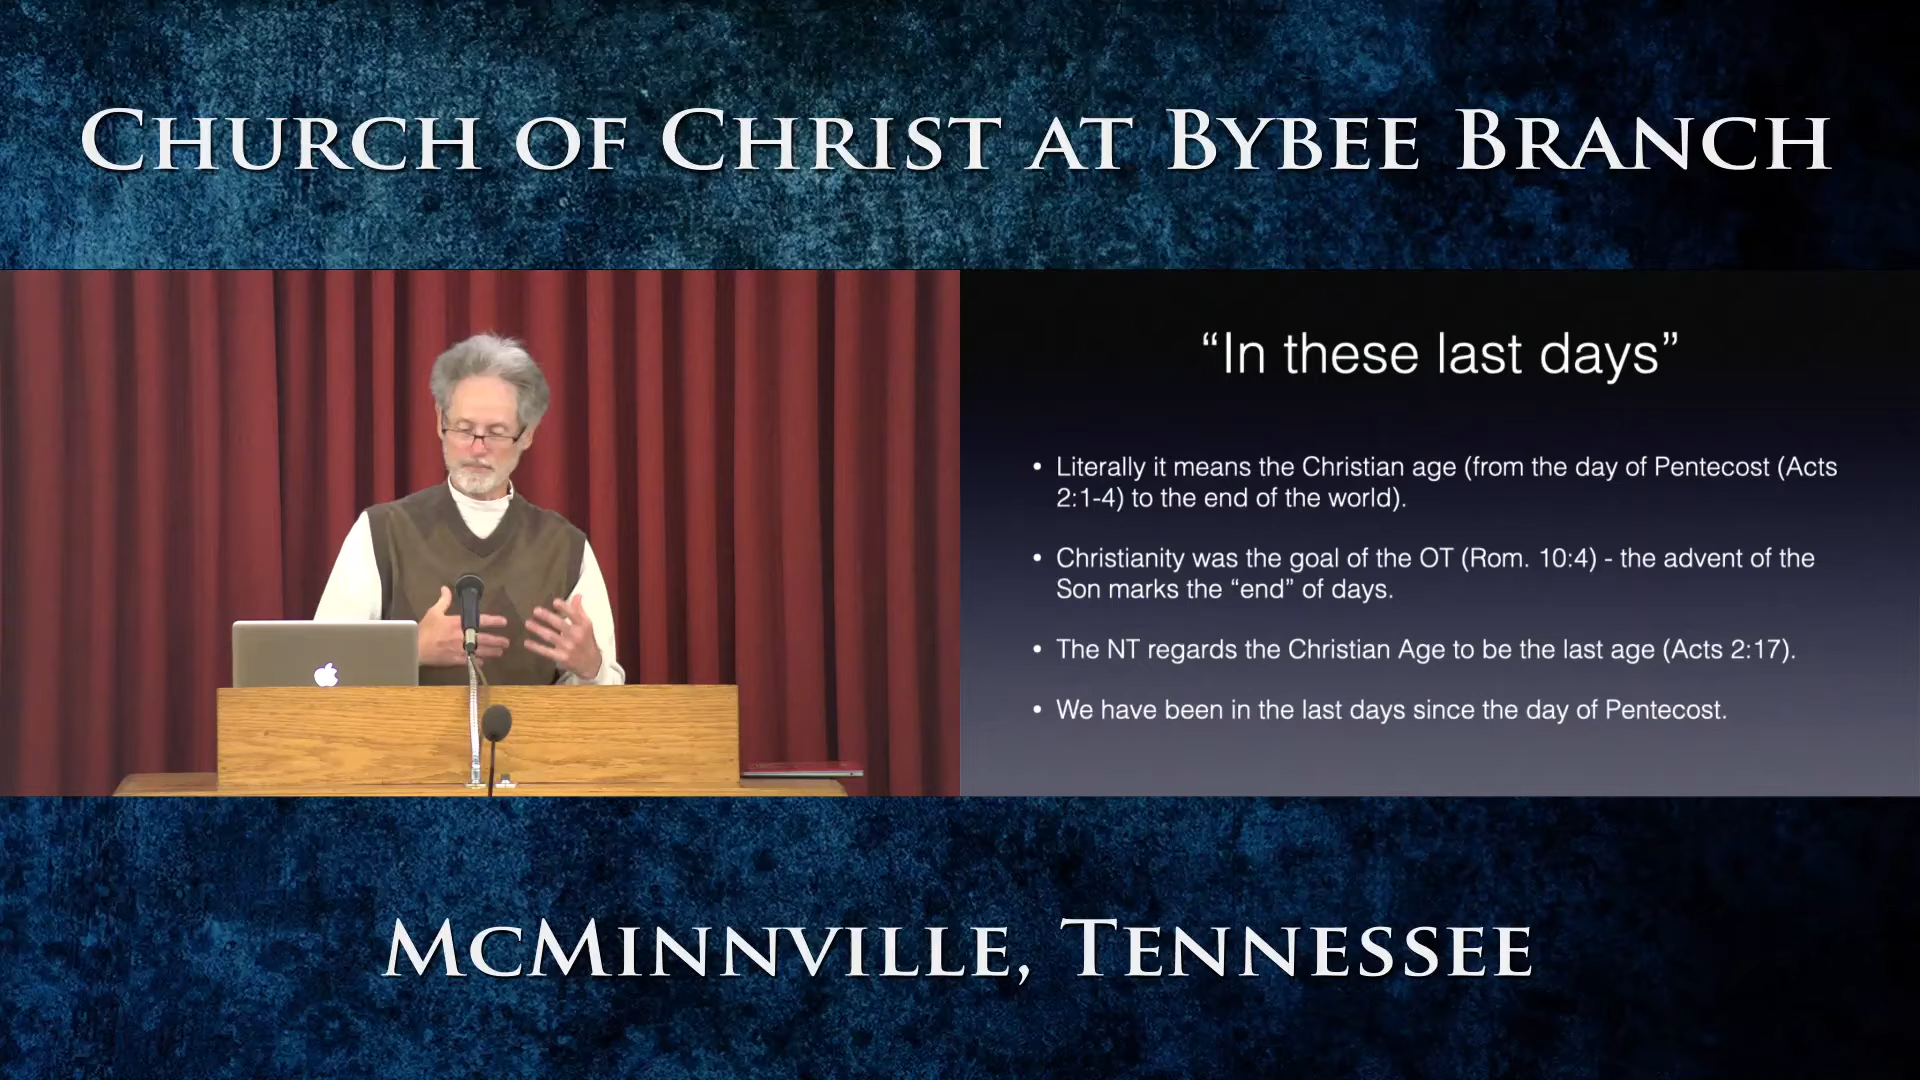 CHURCH OF CHRIST AT BYBEE BRANCH
“In these last days”
• Literally it means the Christian age (from the day of Pentecost (Acts
2:1-4) to the end of the world).
• Christianity was the goal of the OT (Rom. 10:4) - the advent of the
Son marks the “end” of days.
• The NT regards the Christian Age to be the last age (Acts 2:17).
• We have been in the last days since the day of Pentecost.
MCMINNVILLE, TENNESSEE